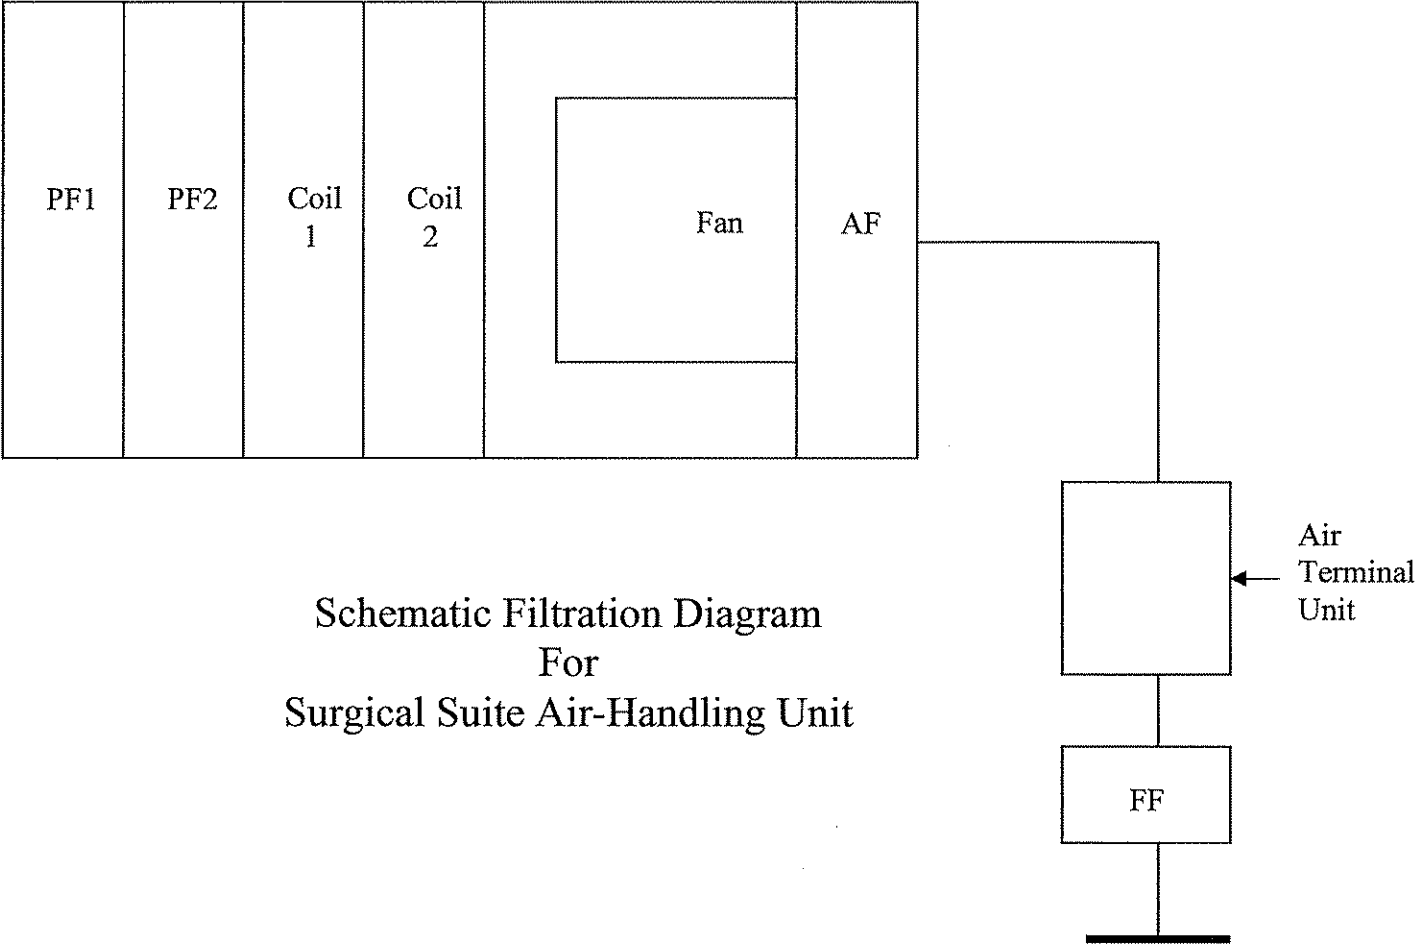 PF1
PF2
Coil
1
Coil
2
Fan
AF
Air
Terminal
Unit
Schematic Filtration Diagram
For
Surgical Suite Air-Handling Unit
FF